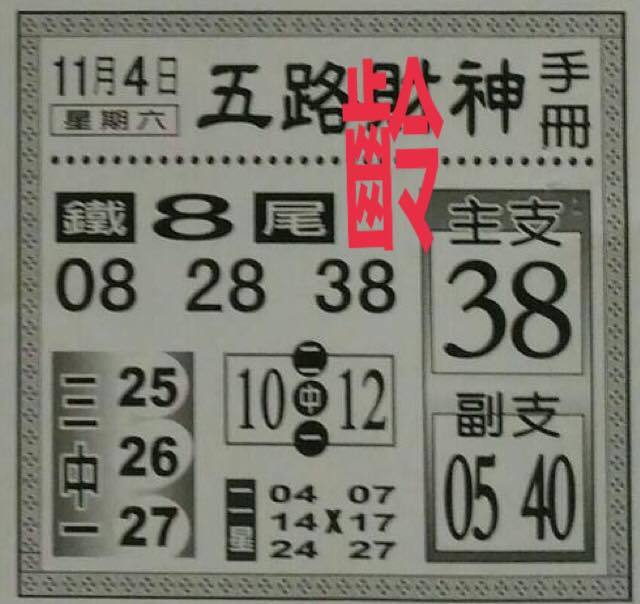 11月4日
星期六
五路財神
手冊
齡
鐵8尾
08 28 38
主支
38
三中一
25
26
27
二中一
10 12
副支
05 40
二星
04 07
14X17
24 27